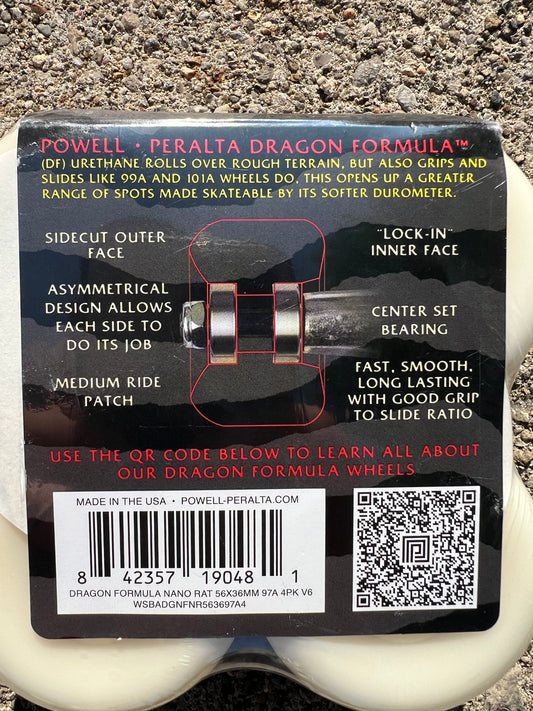 POWELL • PERALTA DRAGON FORMULA™
(DF) URETHANE ROLLS OVER ROUGH TERRAIN, BUT ALSO GRIPS AND
SLIDES LIKE 99A AND 101A WHEELS DO, THIS OPENS UP A GREATER
RANGE OF SPOTS MADE SKATEABLE BY ITS SOFTER DUROMETER.
SIDECUT OUTER
FACE
ASYMMETRICAL
DESIGN ALLOWS
EACH SIDE TO
DO ITS JOB
MEDIUM RIDE
PATCH
"LOCK-IN"
INNER FACE
CENTER SET
BEARING
FAST, SMOOTH,
LONG LASTING
WITH GOOD GRIP
TO SLIDE RATIO
USE THE QR CODE BELOW TO LEARN ALL ABOUT
OUR DRAGON FORMULA WHEELS
MADE IN THE USA • POWELL-PERALTA.COM
8 42357 19048 1
DRAGON FORMULA NANO RAT 56X36MM 97A 4PK V6
WSBADGNFNR563697A4